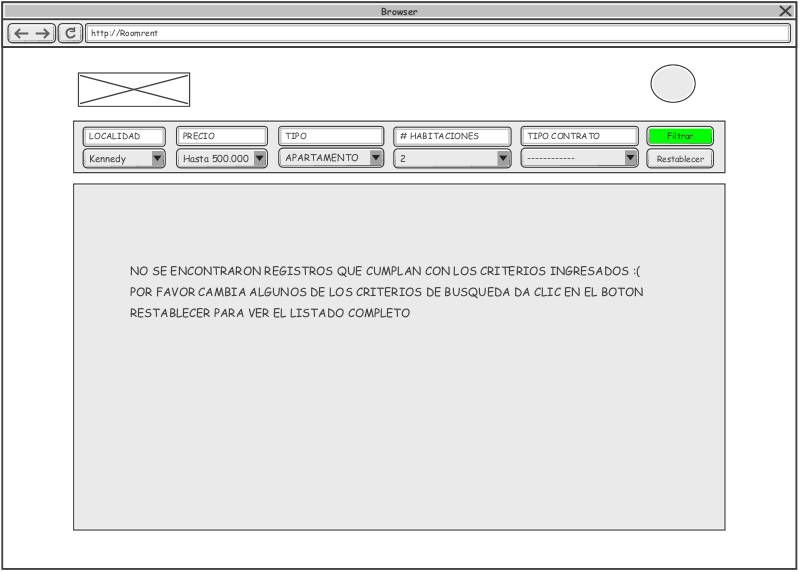 Browser
http://Roomrent
LOCALIDAD PRECIO TIPO # HABITACIONES TIPO CONTRATO Filtrar
Kennedy Hasta 500.000 APARTAMENTO 2 ------------ Restablecer
NO SE ENCONTRARON REGISTROS QUE CUMPLAN CON LOS CRITERIOS INGRESADOS :(
POR FAVOR CAMBIA ALGUNOS DE LOS CRITERIOS DE BUSQUEDA DA CLIC EN EL BOTON
RESTABLECER PARA VER EL LISTADO COMPLETO